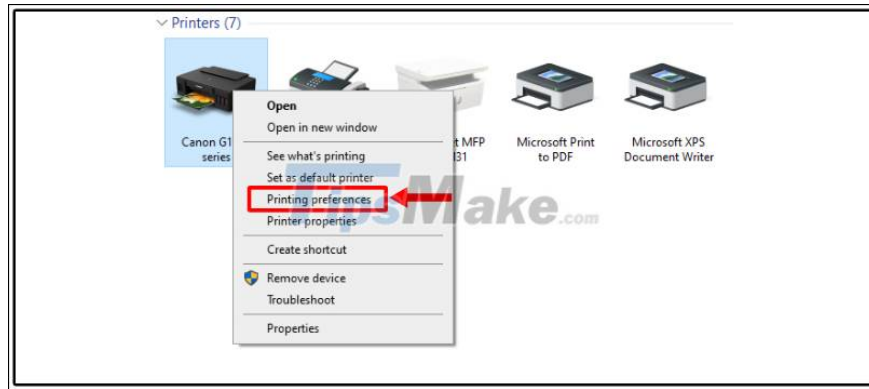 Printers (7)
Canon G1
series
t MFP
I31
Microsoft Print
to PDF
Microsoft XPS
Document Writer
Open
Open in new window
See what's printing
Set as default printer
Printing preferences
Printer properties
Create shortcut
Remove device
Troubleshoot
Properties
TipsMake.com